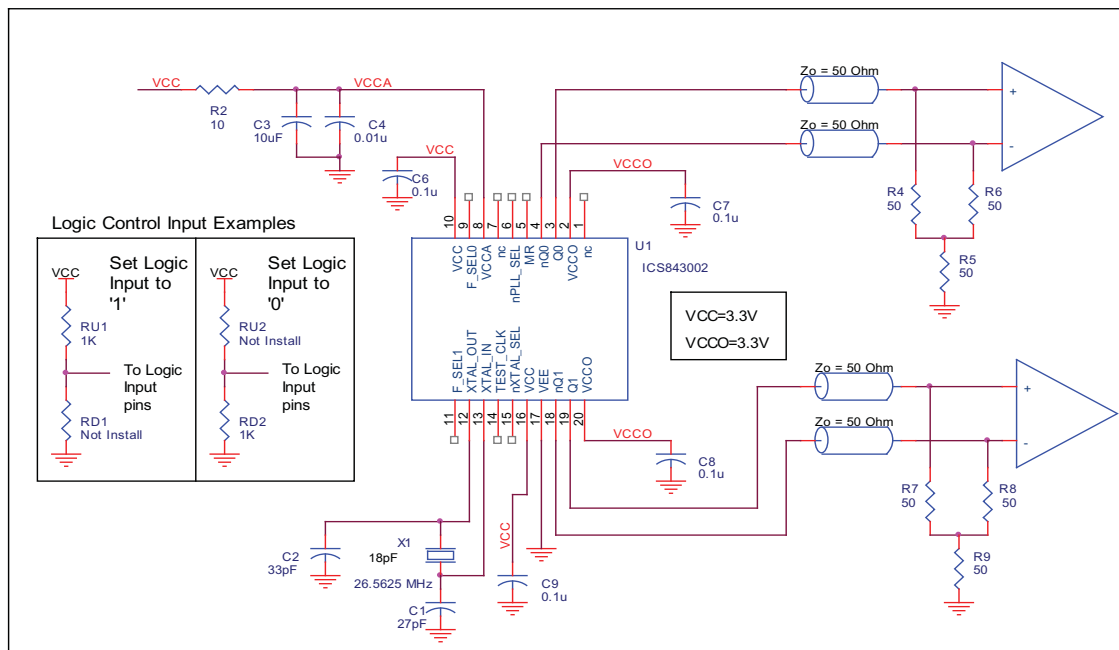 VCC
R2
10
VCCA
C3
10uF
C4
0.01u
VCC
C6
0.1u
VCCO
C7
0.1u
Zo = 50 Ohm
Zo = 50 Ohm
+
-
R4
50
R6
50
R5
50
10
9
8
7
6
5
4
3
2
1
VCC
F_SEL0
VCCA
nc
nPLL_SEL
MR
nQ0
Q0
VCCO
nc
U1
ICS843002
F_SEL1
XTAL_OUT
XTAL_IN
TEST_CLK
nXTAL_SEL
VCC
VEE
nQ1
Q1
VCCO
11
12
13
14
15
16
17
18
19
20
VCC=3.3V
VCCO=3.3V
Logic Control Input Examples
Set Logic
Input to
'1'
VCC
RU1
1K
To Logic
Input
pins
RD1
Not Install
Set Logic
Input to
'0'
VCC
RU2
Not Install
To Logic
Input
pins
RD2
1K
VCCO
C8
0.1u
Zo = 50 Ohm
Zo = 50 Ohm
+
-
R7
50
R8
50
R9
50
C2
33pF
X1
18pF
26.5625 MHz
C1
27pF
VCC
C9
0.1u